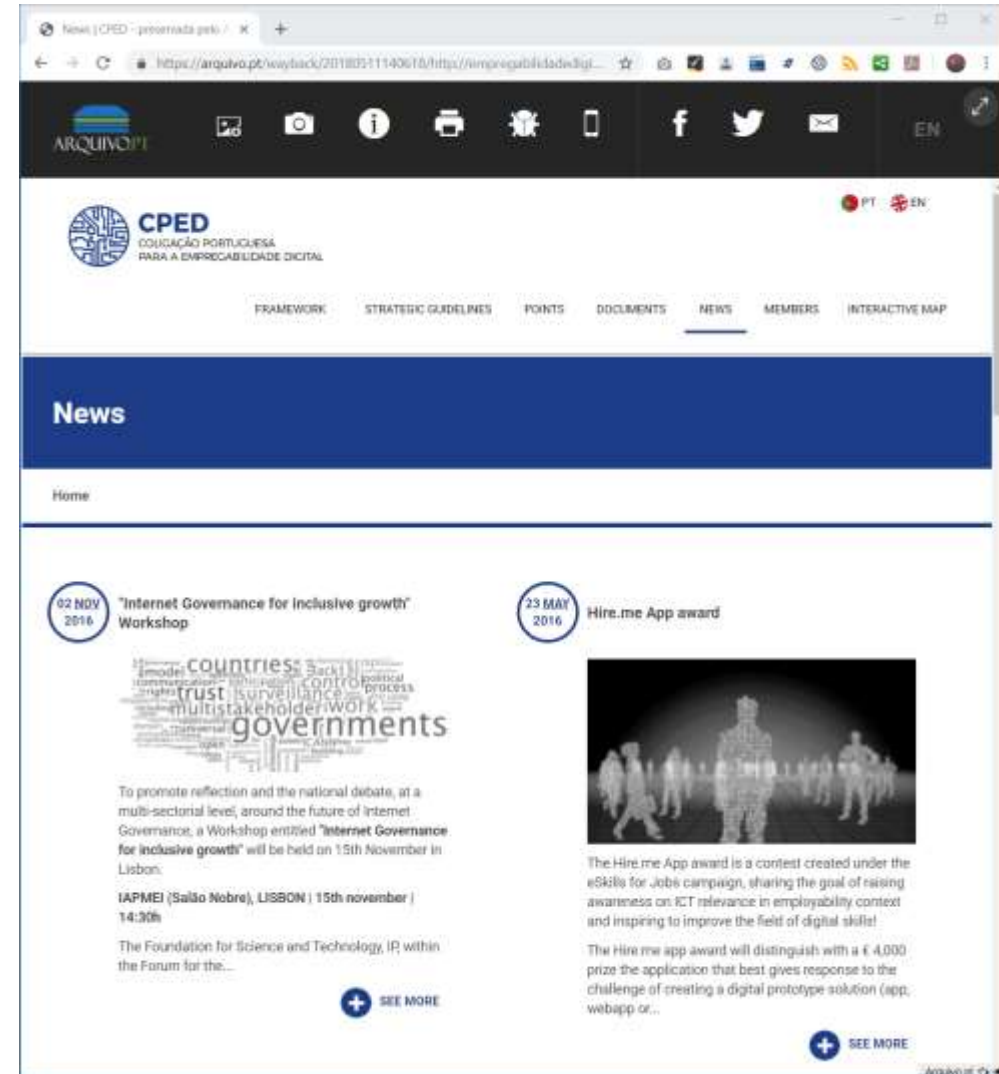 News | CPED - preservada pelo A
https://arquivo.pt/wayback/20180511140610/http://empregabilidadedigi...
ARQUIVO.PT
EN
PT EN
CPED
COLIGAÇÃO PORTUGUESA
PARA A EMPREGABILIDADE DIGITAL
FRAMEWORK STRATEGIC GUIDELINES POINTS DOCUMENTS NEWS MEMBERS INTERACTIVE MAP
News
Home
02 NOV
2016
"Internet Governance for inclusive growth"
Workshop
countries
model
control
political
process
trust surveillance
multistakeholder work
governments
open
To promote reflection and the national debate, at a
multi-sectorial level, around the future of Internet
Governance, a Workshop entitled "Internet Governance
for inclusive growth" will be held on 15th November in
Lisbon.
IAPMEI (Salão Nobre), LISBON | 15th november |
14:30h
The Foundation for Science and Technology, IP, within
the Forum for the...
SEE MORE
23 MAY
2016
Hire.me App award
The Hire.me App award is a contest created under the
eSkills for Jobs campaign, sharing the goal of raising
awareness on ICT relevance in employability context
and inspiring to improve the field of digital skills!
The Hire.me app award will distinguish with a € 4,000
prize the application that best gives response to the
challenge of creating a digital prototype solution (app,
webapp or...
SEE MORE
Arquivo.pt